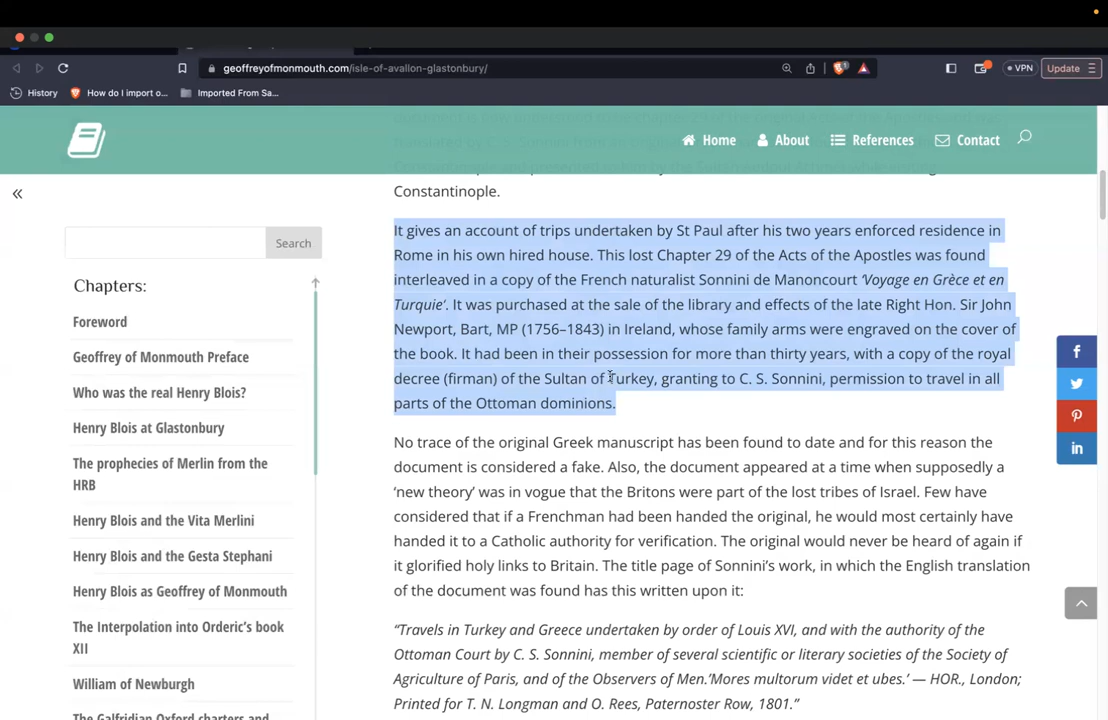 geoffreyofmonmouth.com/isle-of-avallon-glastonbury/
1
VPN
Update
History
How do I import o...
Imported From Sa...
Home
About
References
Contact
Constantinople.
«
Search
Chapters:
Foreword
Geoffrey of Monmouth Preface
Who was the real Henry Blois?
Henry Blois at Glastonbury
The prophecies of Merlin from the
HRB
Henry Blois and the Vita Merlini
Henry Blois and the Gesta Stephani
Henry Blois as Geoffrey of Monmouth
The Interpolation into Orderic's book
XII
William of Newburgh
The Galfridian Oxford charters and
It gives an account of trips undertaken by St Paul after his two years enforced residence in
Rome in his own hired house. This lost Chapter 29 of the Acts of the Apostles was found
interleaved in a copy of the French naturalist Sonnini de Manoncourt ‘Voyage en Grèce et en
Turquie‘. It was purchased at the sale of the library and effects of the late Right Hon. Sir John
Newport, Bart, MP (1756–1843) in Ireland, whose family arms were engraved on the cover of
the book. It had been in their possession for more than thirty years, with a copy of the royal
decree (firman) of the Sultan of Turkey, granting to C. S. Sonnini, permission to travel in all
parts of the Ottoman dominions.
No trace of the original Greek manuscript has been found to date and for this reason the
document is considered a fake. Also, the document appeared at a time when supposedly a
‘new theory’ was in vogue that the Britons were part of the lost tribes of Israel. Few have
considered that if a Frenchman had been handed the original, he would most certainly have
handed it to a Catholic authority for verification. The original would never be heard of again if
it glorified holy links to Britain. The title page of Sonnini’s work, in which the English translation
of the document was found has this written upon it:
“Travels in Turkey and Greece undertaken by order of Louis XVI, and with the authority of the
Ottoman Court by C. S. Sonnini, member of several scientific or literary societies of the Society of
Agriculture of Paris, and of the Observers of Men.‘Mores multorum videt et ubes.’ — HOR., London;
Printed for T. N. Longman and O. Rees, Paternoster Row, 1801.”